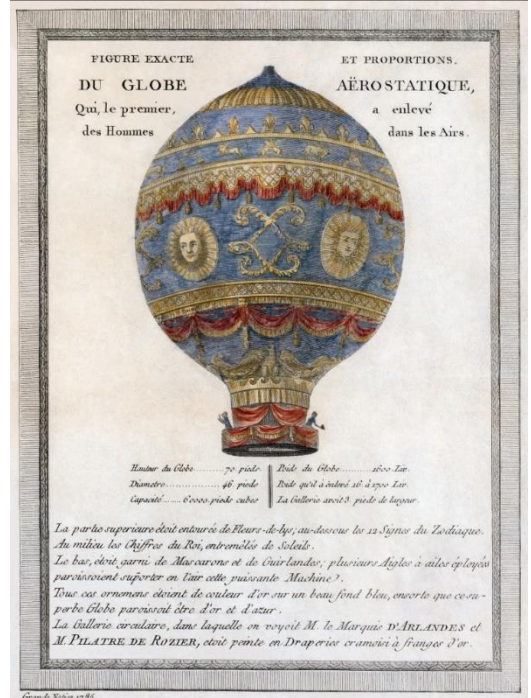 FIGURE EXACTE ET PROPORTIONS.
DU GLOBE AËROSTATIQUE,
Qui, le premier, a enlevé
des Hommes dans les Airs.
Hauteur du Globe..........70 pieds.
Diametre....................46 pieds
Capacité......60000.pieds cubes
Poids du Globe...........1600 Liv.
Poids qu'il à enlevé 16 à 1700 Liv.
La Gallerie avoit 3. pieds de largeur.
La partie superieure étoit entourée de Fleurs-de-lys, au-dessous les 12 Signes du Zodiaque.
Au milieu les Chiffres du Roi, entremêlés de Soleils.
Le bas, étoit garni de Mascarons et de Guirlandes; plusieurs Aigles à ailes éployées
paroissoient suporter en l'air cette puissante Machine.
Tous ces ornemens étoient de couleur d'or sur un beau fond bleu, ensorte que ce su-
perbe Globe paroissoit être d'or et d'azur.
La Gallerie circulaire, dans laquelle on voyoit M. le Marquis D'ARLANDES et
M. PILATRE DE ROZIER, etoit peinte en Draperies cramoisi à franges d'or.
1786